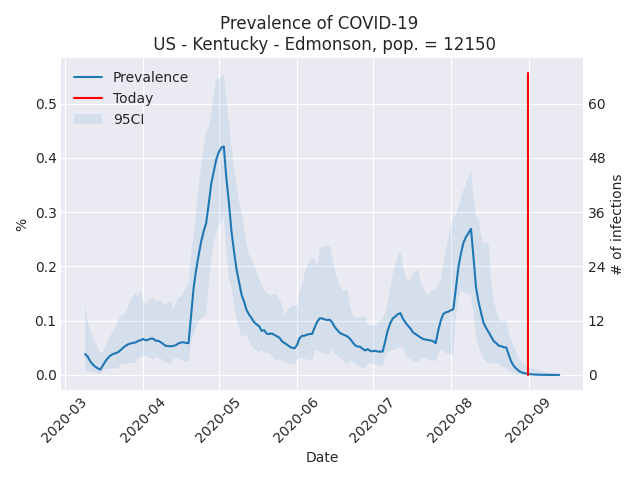 Prevalence of COVID-19
US - Kentucky - Edmonson, pop. = 12150
Prevalence
Today
95CI
0.5
0.4
0.3
0.2
0.1
0.0
%
60
48
36
24
12
0
# of infections
2020-03
2020-04
2020-05
2020-06
2020-07
2020-08
2020-09
Date